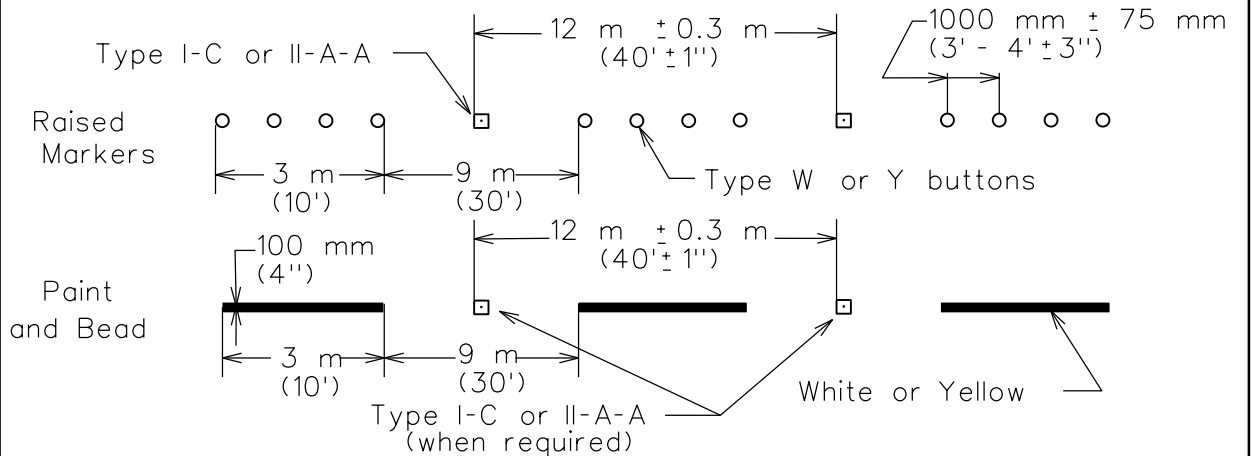 12 m ± 0.3 m
(40'±1")
1000 mm ± 75 mm
(3' - 4'±3")
Type I-C or II-A-A
Raised
Markers
3 m
(10')
9 m
(30')
Type W or Y buttons
12 m ± 0.3 m
(40'± 1")
100 mm
(4")
Paint
and Bead
3 m
(10')
9 m
(30')
White or Yellow
Type I-C or II-A-A
(when required)